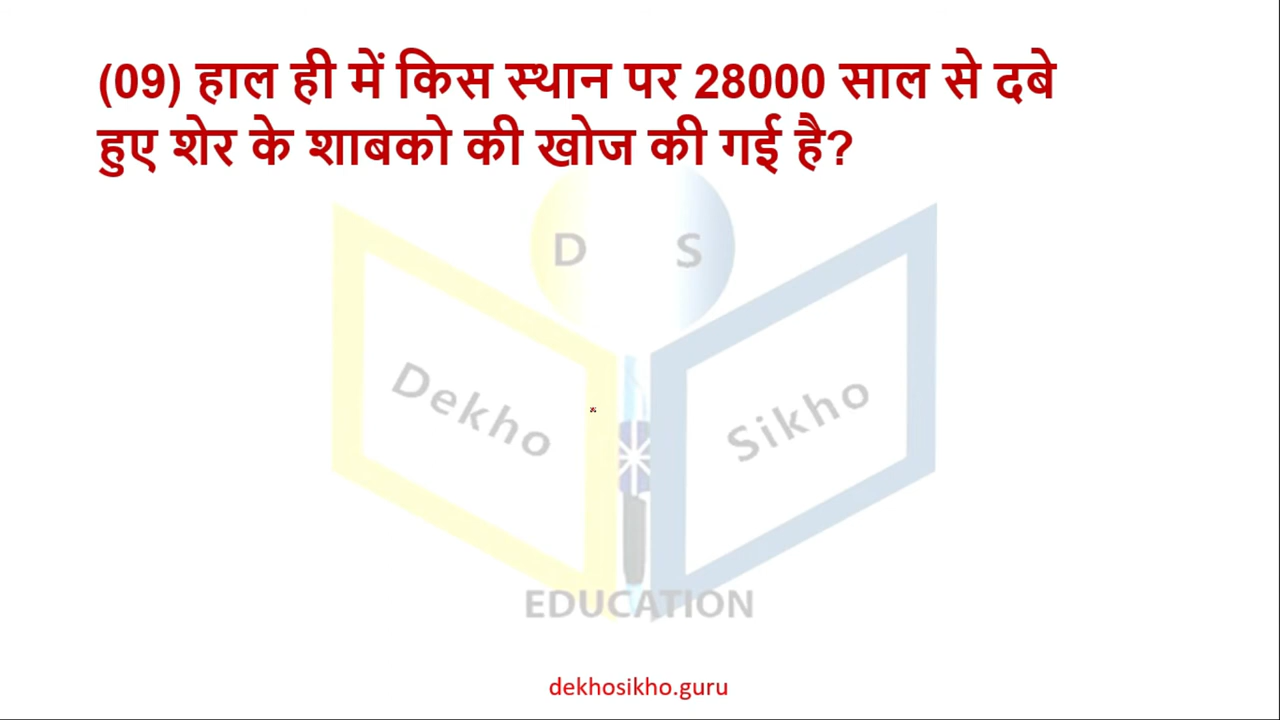 (09) हाल ही में किस स्थान पर 28000 साल से दबे
हुए शेर के शाबको की खोज की गई है?
D S
Dekho Sikho
EDUCATION
dekhosikho.guru